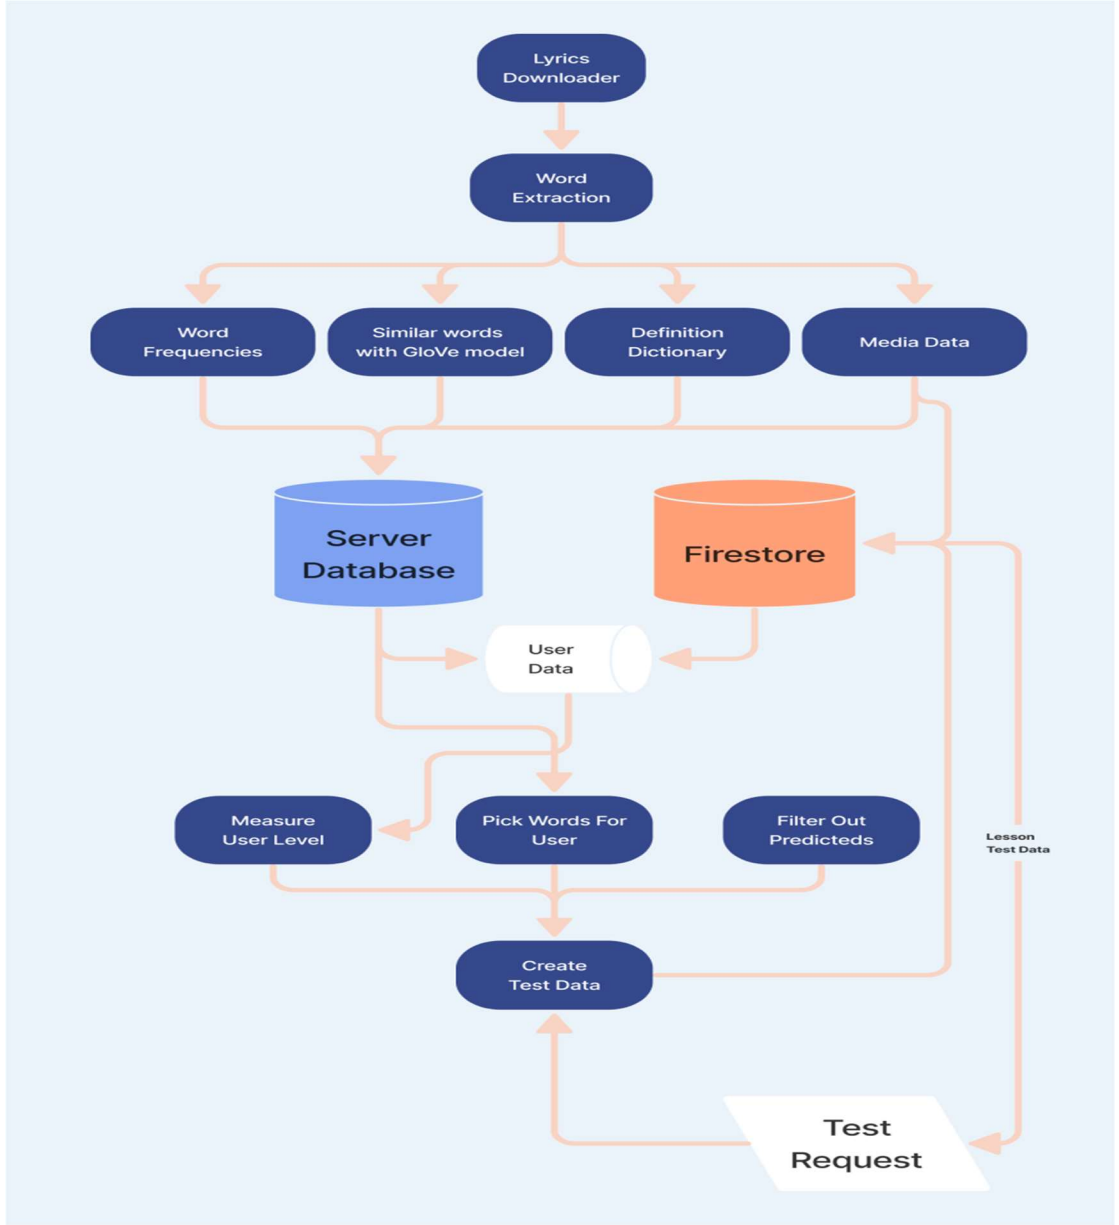 Lyrics
Downloader
Word
Extraction
Word
Frequencies
Similar words
with GloVe model
Definition
Dictionary
Media Data
Server
Database
Firestore
User
Data
Measure
User Level
Pick Words For
User
Filter Out
Predicteds
Lesson
Test Data
Create
Test Data
Test
Request